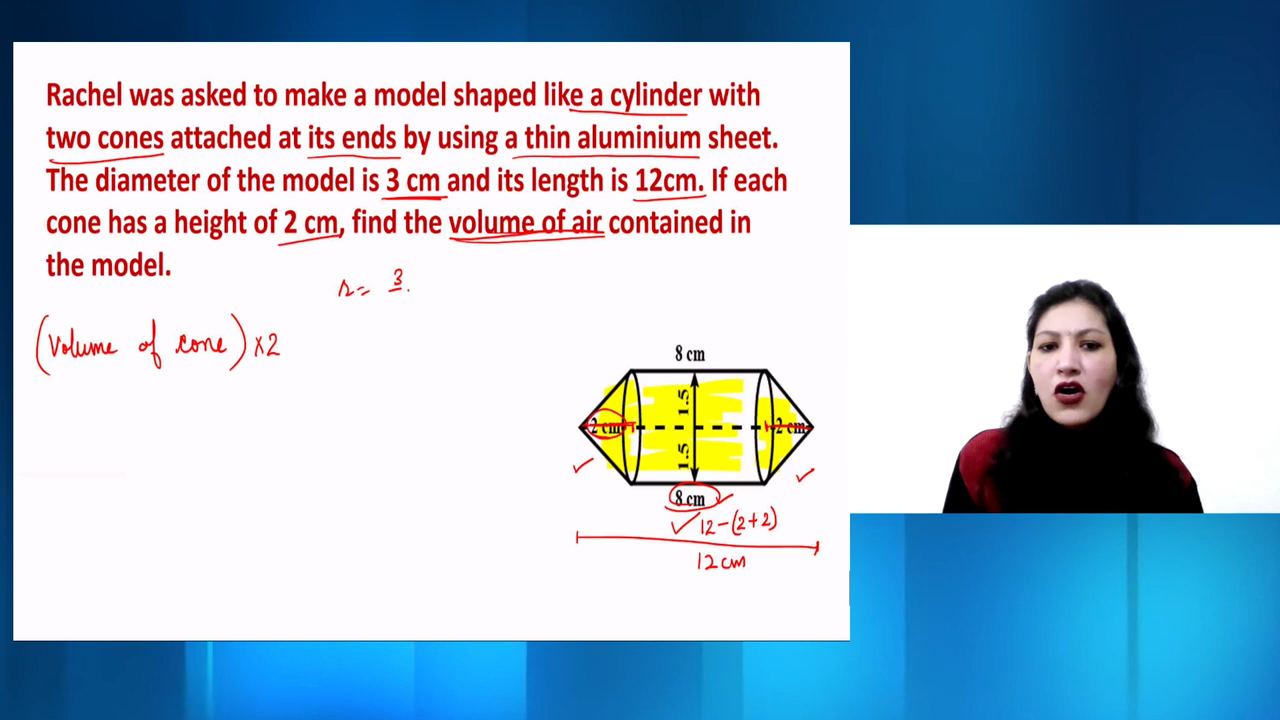 Rachel was asked to make a model shaped like a cylinder with
two cones attached at its ends by using a thin aluminium sheet.
The diameter of the model is 3 cm and its length is 12cm. If each
cone has a height of 2 cm, find the volume of air contained in
the model.
r = 3
(Volume of cone) ×2
8 cm
1.5
2 cm
2 cm
1.5
8 cm
12-(2+2)
12 cm